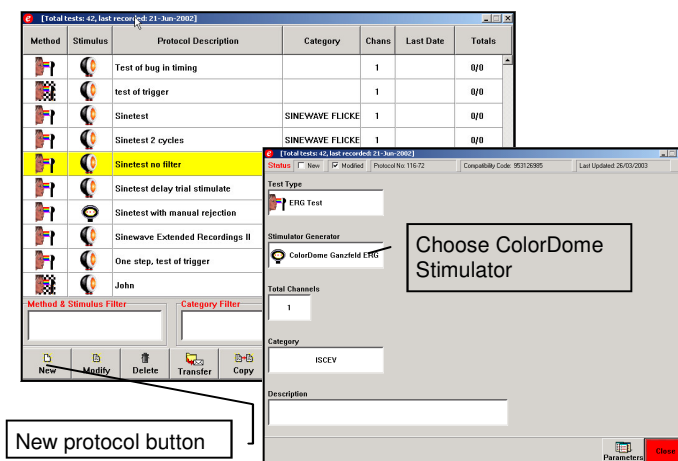 [Total tests: 42, last recorded: 21-Jun-2002]
Method Stimulus Protocol Description Category Chans Last Date Totals
Test of bug in timing 1 0/0
test of trigger 1 0/0
Sinetest SINEWAVE FLICKE 1 0/0
Sinetest 2 cycles SINEWAVE FLICKE 1 0/0
Sinetest no filter
Sinetest delay trial stimulate
Sinetest with manual rejection
Sinewave Extended Recordings II
One step, test of trigger
John
Method & Stimulus Filter Category Filter
New Modify Delete Transfer Copy
New protocol button
[Total tests: 42, last recorded: 21-Jun-2002]
Status New Modified Protocol No: 116-72 Compatibility Code: 953126985 Last Updated: 26/03/2003
Test Type
ERG Test
Stimulator Generator
ColorDome Ganzfeld ERG
Choose ColorDome
Stimulator
Total Channels
1
Category
ISCEV
Description
Parameters Close